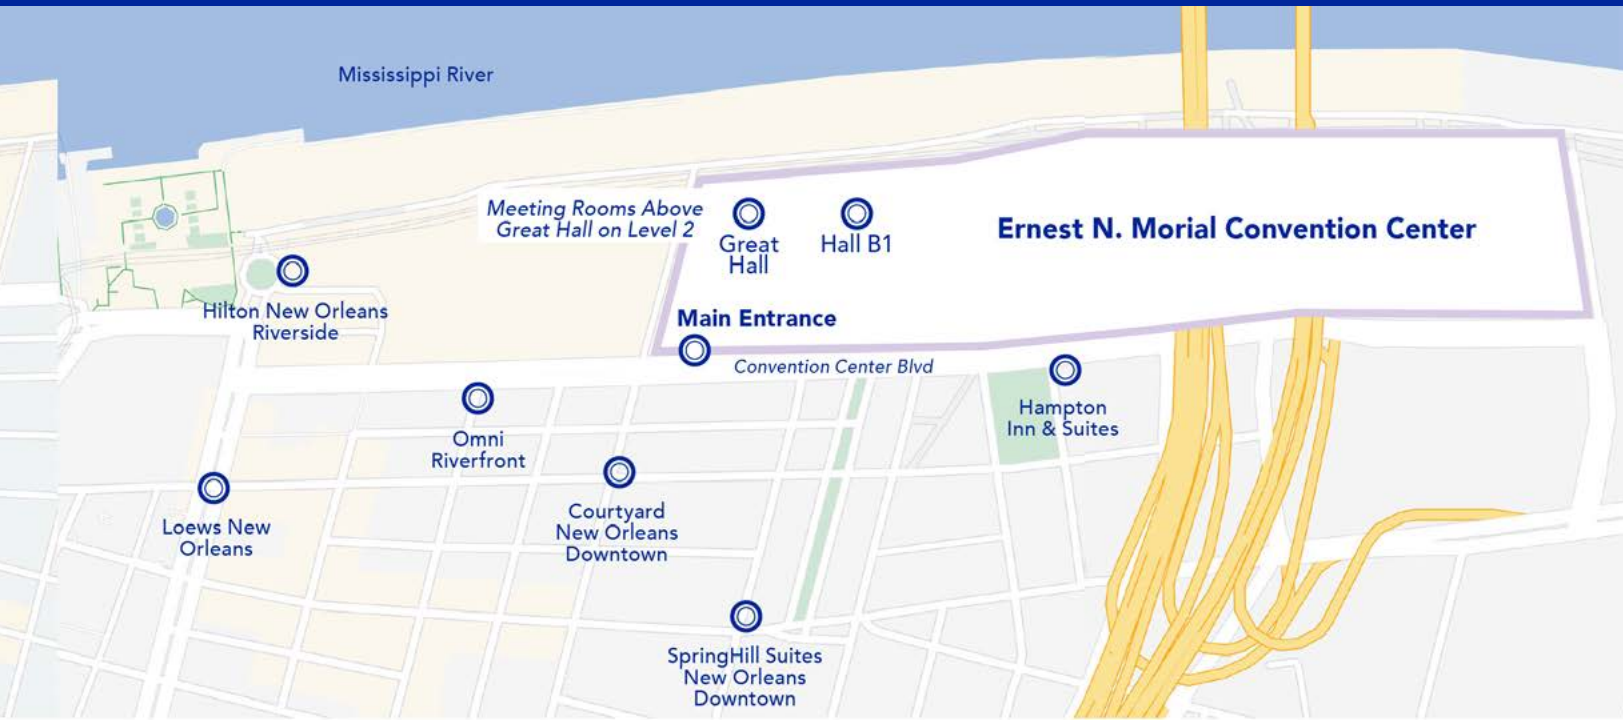 Mississippi River
Meeting Rooms Above
Great Hall on Level 2
Great
Hall
Hall B1
Ernest N. Morial Convention Center
Hilton New Orleans
Riverside
Main Entrance
Convention Center Blvd
Omni
Riverfront
Hampton
Inn & Suites
Loews New
Orleans
Courtyard
New Orleans
Downtown
SpringHill Suites
New Orleans
Downtown